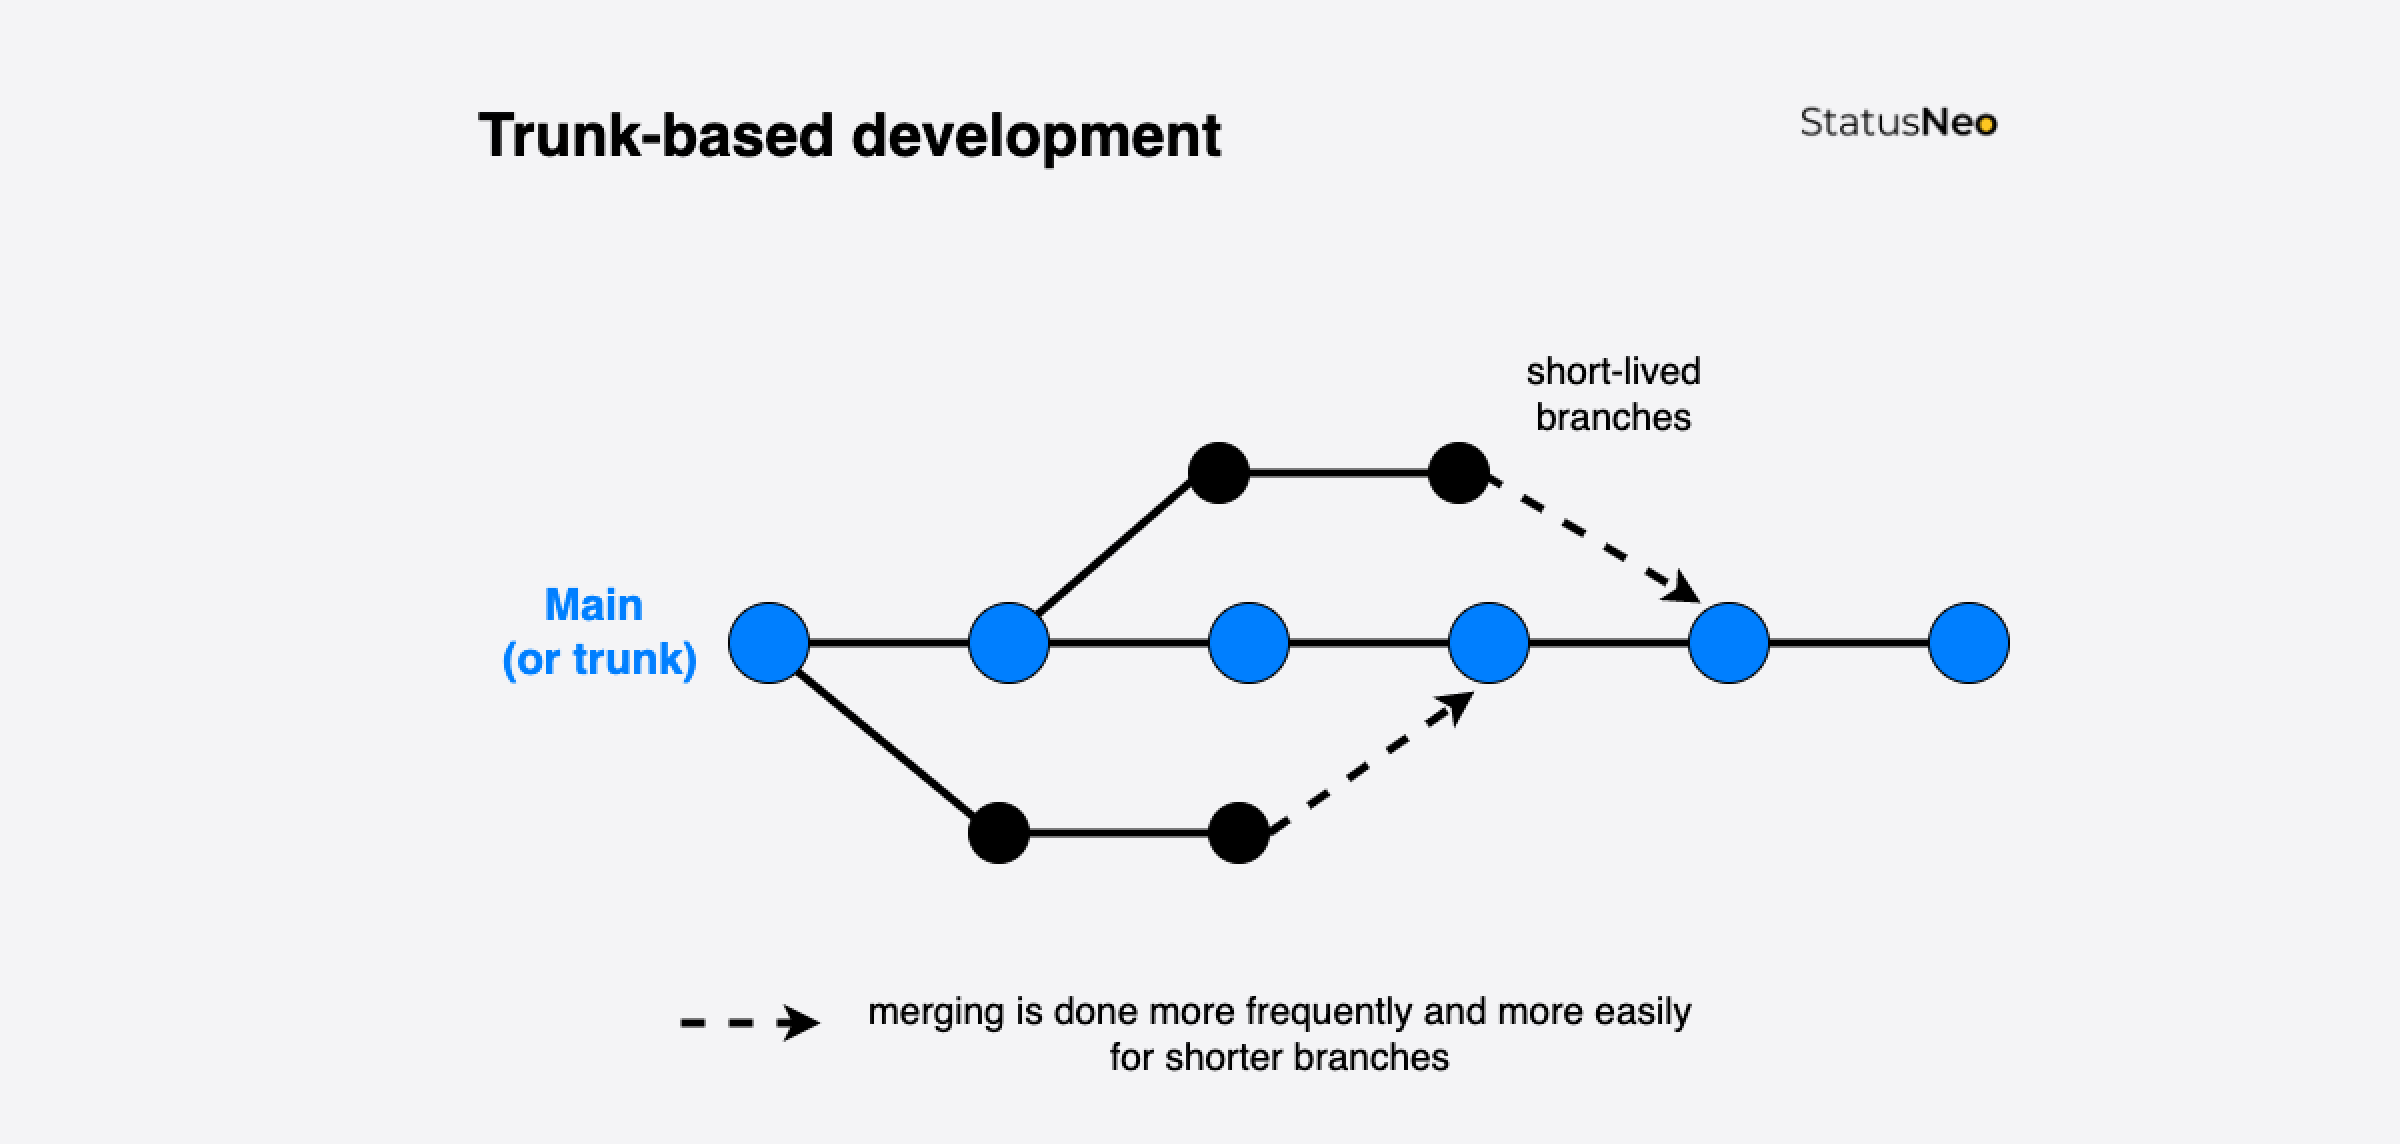 Trunk-based development
StatusNeo
short-lived
branches
Main
(or trunk)
merging is done more frequently and more easily
for shorter branches